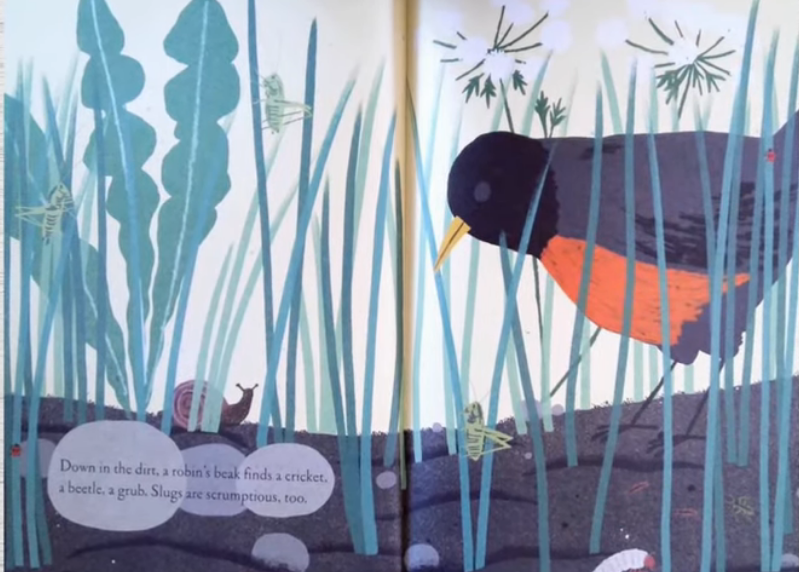 Down in the dirt, a robin's beak finds a cricket,
a beetle, a grub. Slugs are scrumptious, too.